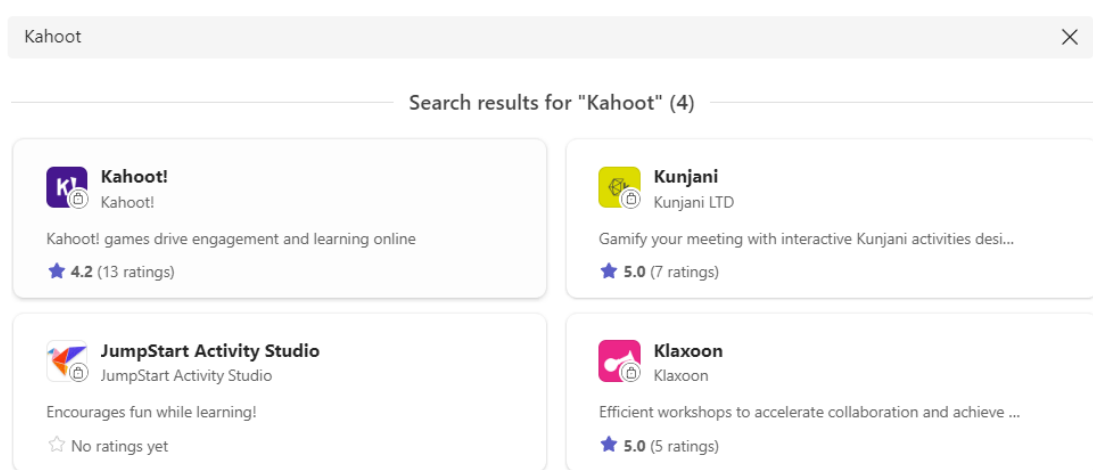 Kahoot
Search results for "Kahoot" (4)
K!
Kahoot!
Kahoot!
Kahoot! games drive engagement and learning online
4.2 (13 ratings)
Kunjani
Kunjani LTD
Gamify your meeting with interactive Kunjani activities desi...
5.0 (7 ratings)
JumpStart Activity Studio
JumpStart Activity Studio
Encourages fun while learning!
No ratings yet
Klaxoon
Klaxoon
Efficient workshops to accelerate collaboration and achieve ...
5.0 (5 ratings)